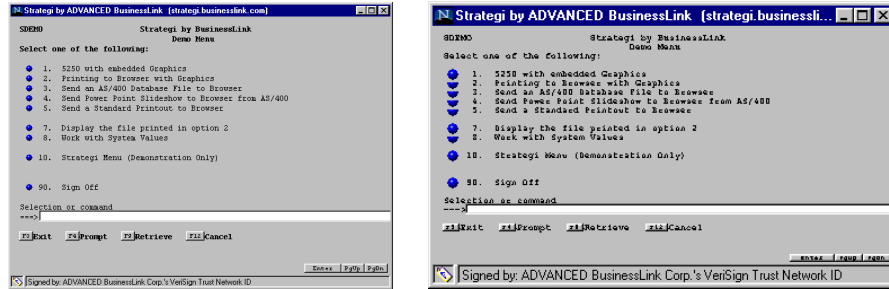 Strategi by ADVANCED BusinessLink (strategi.businesslink.com)
SDEMO Strategi by BusinessLink
Demo Menu
Select one of the following:
1. 5250 with embedded Graphics
2. Printing to Browser with Graphics
3. Send an AS/400 Database File to Browser
4. Send Power Point Slideshow to Browser from AS/400
5. Send a Standard Printout to Browser
7. Display the file printed in option 2
8. Work with System Values
10. Strategi Menu (Demonstration Only)
90. Sign Off
Selection or command
===>
F3 Exit F4 Prompt F9 Retrieve F12 Cancel
Enter PgUp PgDn
Signed by: ADVANCED BusinessLink Corp.'s VeriSign Trust Network ID
Strategi by ADVANCED BusinessLink (strategi.businessli...
SDEMO Strategi by BusinessLink
Demo Menu
Select one of the following:
1. 5250 with embedded Graphics
2. Printing to Browser with Graphics
3. Send an AS/400 Database File to Browser
4. Send Power Point Slideshow to Browser from AS/400
5. Send a Standard Printout to Browser
7. Display the file printed in option 2
8. Work with System Values
10. Strategi Menu (Demonstration Only)
90. Sign Off
Selection or command
--->
F3 Exit F4 Prompt F9 Retrieve F12 Cancel
Enter PgUp PgDn
Signed by: ADVANCED BusinessLink Corp.'s VeriSign Trust Network ID